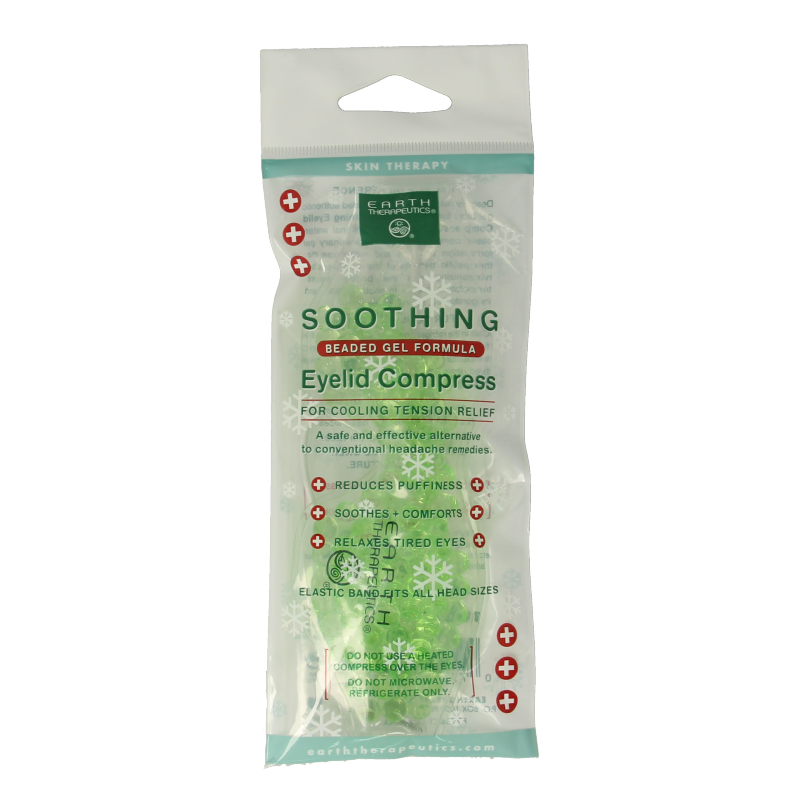 SKIN THERAPY
EARTH
THERAPEUTICS®
®
SOOTHING
BEADED GEL FORMULA
Eyelid Compress
FOR COOLING TENSION RELIEF
A safe and effective alternative
to conventional headache remedies.
REDUCES PUFFINESS
SOOTHES + COMFORTS
RELAXES TIRED EYES
EARTH
THERAPEUTICS®
®
ELASTIC BAND FITS ALL HEAD SIZES
DO NOT USE A HEATED
COMPRESS OVER THE EYES.
DO NOT MICROWAVE.
REFRIGERATE ONLY.
earththerapeutics.com